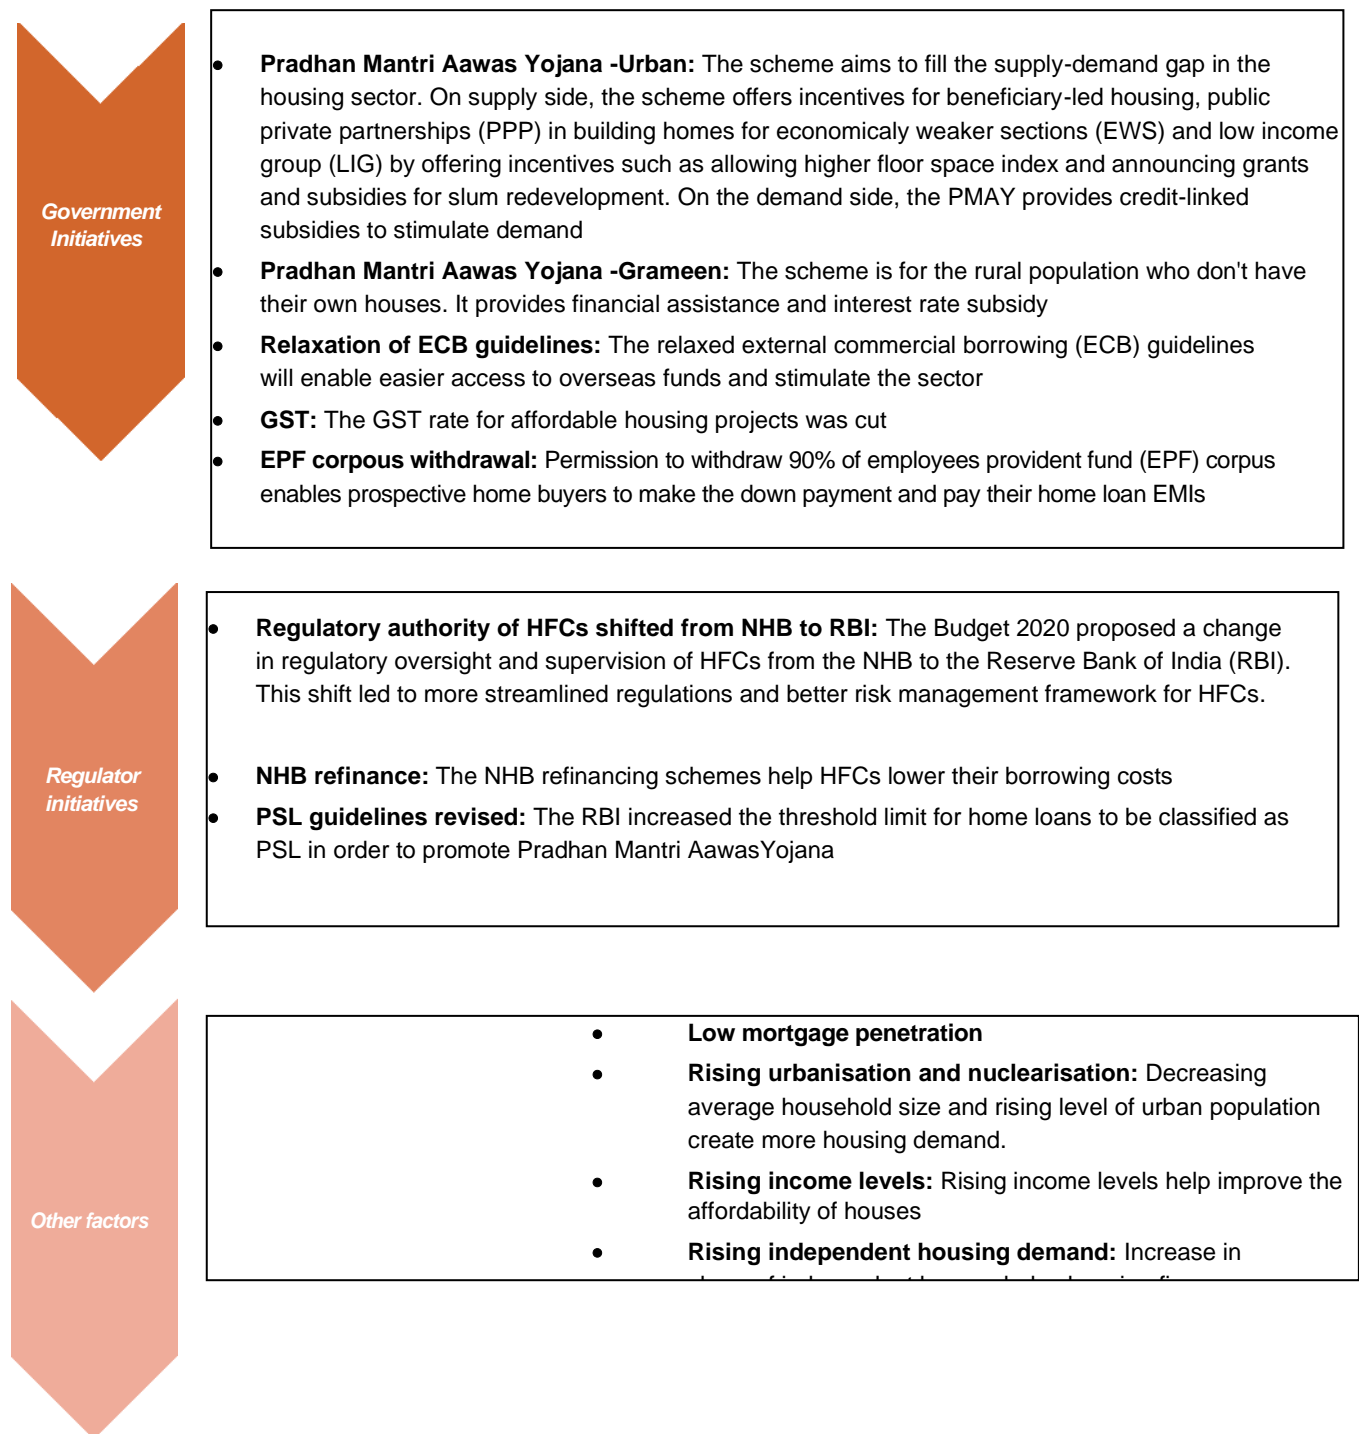 Government
Initiatives
• Pradhan Mantri Aawas Yojana -Urban: The scheme aims to fill the supply-demand gap in the
housing sector. On supply side, the scheme offers incentives for beneficiary-led housing, public
private partnerships (PPP) in building homes for economicaly weaker sections (EWS) and low income
group (LIG) by offering incentives such as allowing higher floor space index and announcing grants
and subsidies for slum redevelopment. On the demand side, the PMAY provides credit-linked
subsidies to stimulate demand
• Pradhan Mantri Aawas Yojana -Grameen: The scheme is for the rural population who don't have
their own houses. It provides financial assistance and interest rate subsidy
• Relaxation of ECB guidelines: The relaxed external commercial borrowing (ECB) guidelines
will enable easier access to overseas funds and stimulate the sector
• GST: The GST rate for affordable housing projects was cut
• EPF corpous withdrawal: Permission to withdraw 90% of employees provident fund (EPF) corpus
enables prospective home buyers to make the down payment and pay their home loan EMIs
Regulator
initiatives
• Regulatory authority of HFCs shifted from NHB to RBI: The Budget 2020 proposed a change
in regulatory oversight and supervision of HFCs from the NHB to the Reserve Bank of India (RBI).
This shift led to more streamlined regulations and better risk management framework for HFCs.
• NHB refinance: The NHB refinancing schemes help HFCs lower their borrowing costs
• PSL guidelines revised: The RBI increased the threshold limit for home loans to be classified as
PSL in order to promote Pradhan Mantri AawasYojana
Other factors
• Low mortgage penetration
• Rising urbanisation and nuclearisation: Decreasing
average household size and rising level of urban population
create more housing demand.
• Rising income levels: Rising income levels help improve the
affordability of houses
• Rising independent housing demand: Increase in